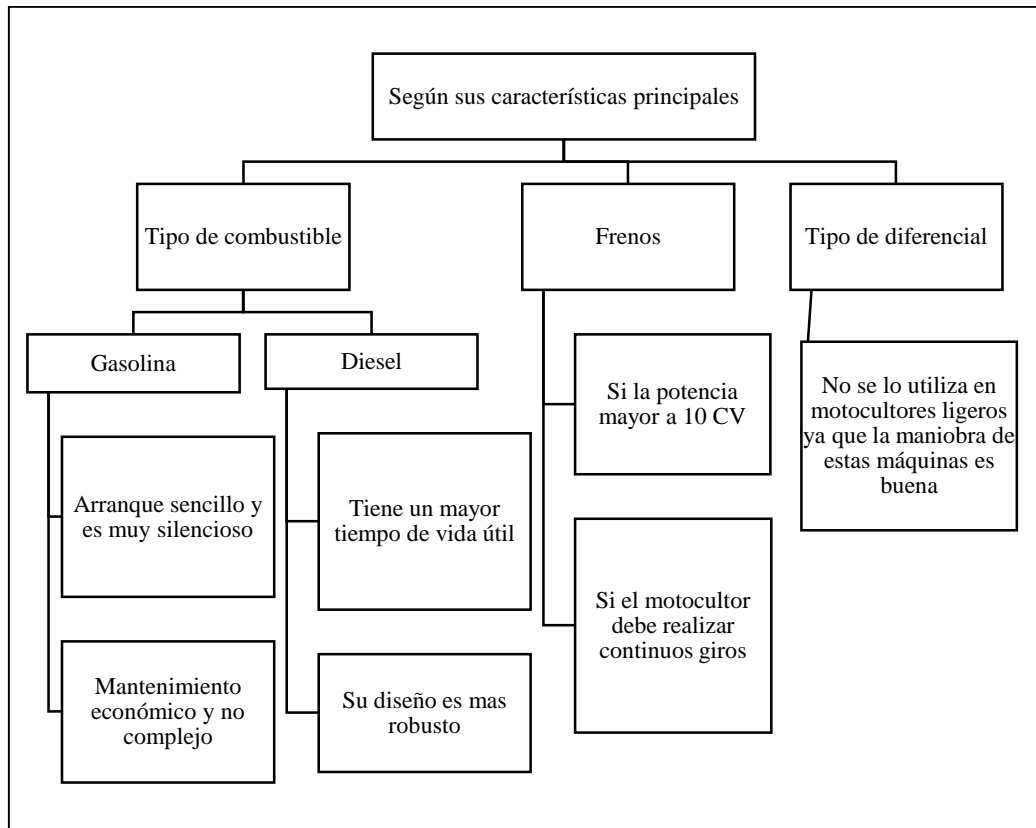 Según sus características principales
Tipo de combustible
Frenos
Tipo de diferencial
Gasolina
Diesel
Arranque sencillo y
es muy silencioso
Mantenimiento
económico y no
complejo
Tiene un mayor
tiempo de vida útil
Su diseño es mas
robusto
Si la potencia
mayor a 10 CV
Si el motocultor
debe realizar
continuos giros
No se lo utiliza en
motocultores ligeros
ya que la maniobra de
estas máquinas es
buena